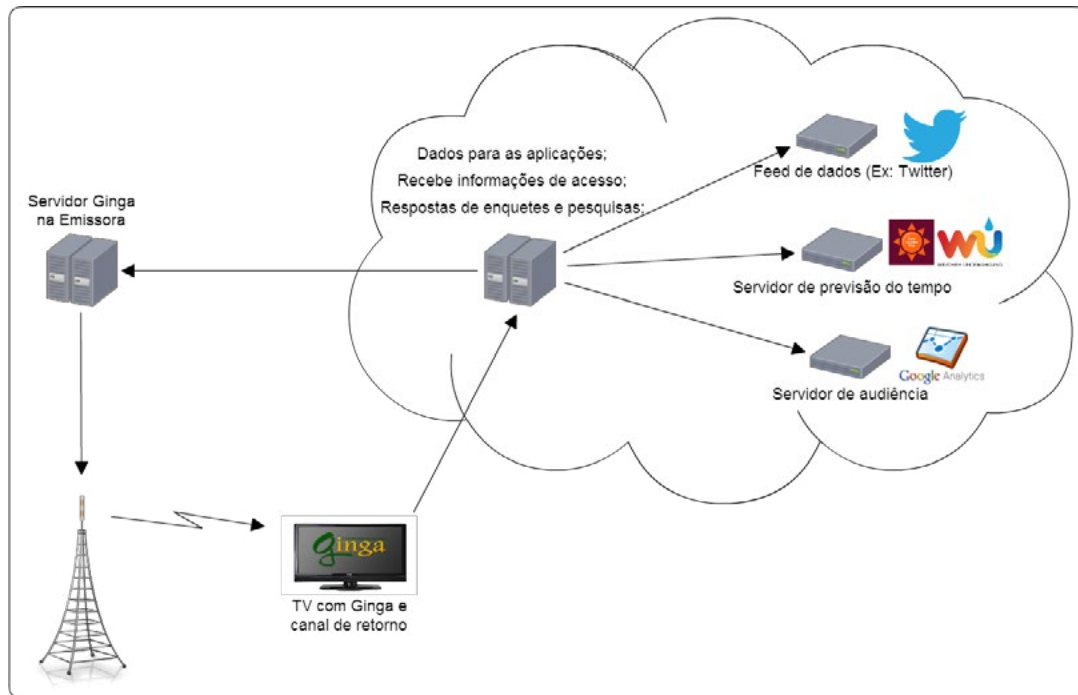 Dados para as aplicações;
Recebe informações de acesso;
Respostas de enquetes e pesquisas;
Feed de dados (Ex: Twitter)
Servidor Ginga
na Emissora
wu
Servidor de previsão do tempo
Google Analytics
Servidor de audiência
ginga
TV com Ginga e
canal de retorno